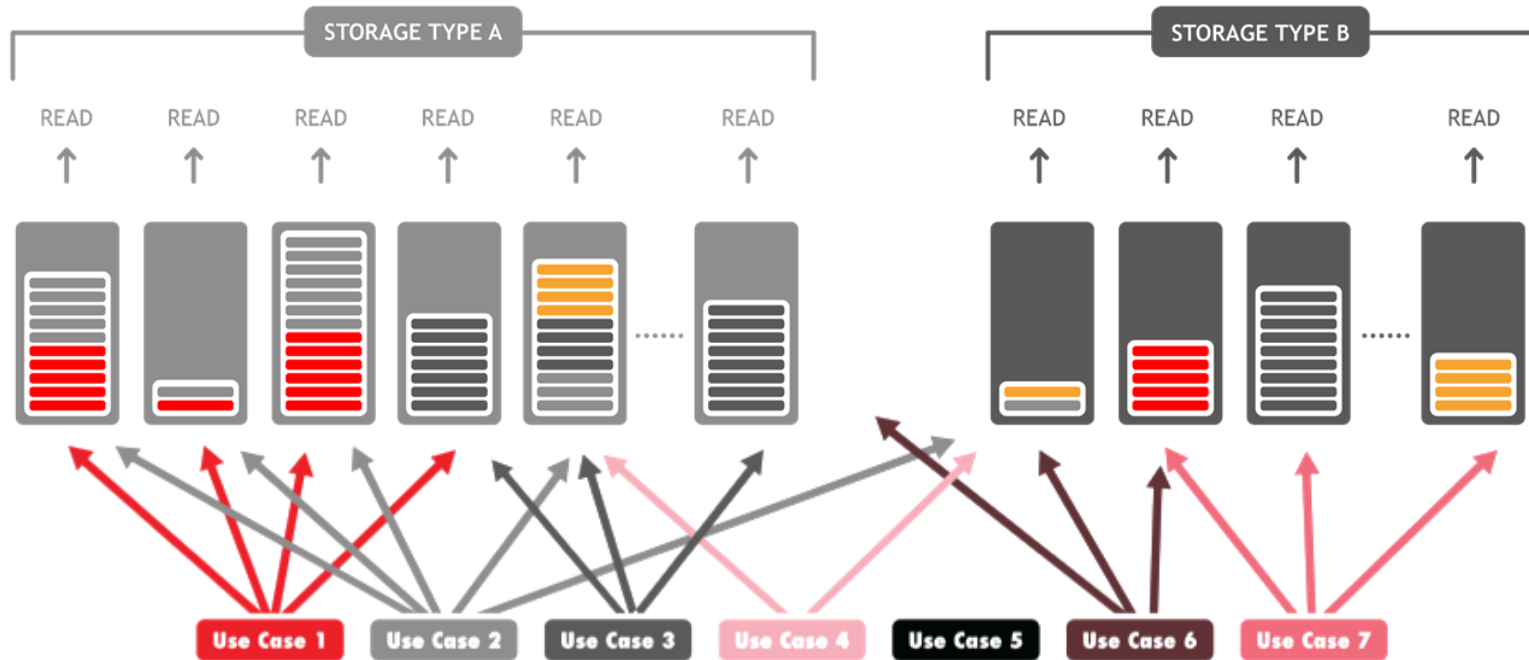 STORAGE TYPE A
STORAGE TYPE B
READ READ READ READ READ READ READ READ READ READ
Use Case 1 Use Case 2 Use Case 3 Use Case 4 Use Case 5 Use Case 6 Use Case 7